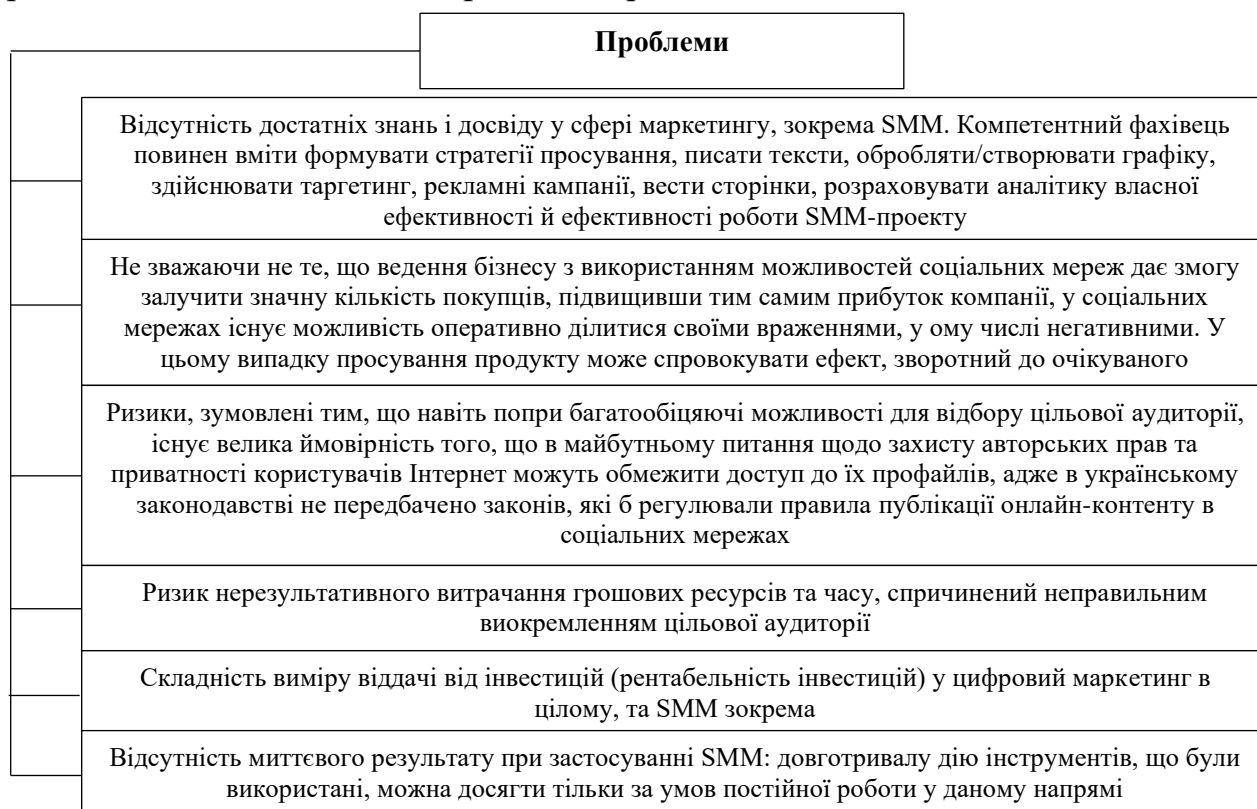 Проблеми
Відсутність достатніх знань і досвіду у сфері маркетингу, зокрема SMM. Компетентний фахівець
повинен вміти формувати стратегії просування, писати тексти, обробляти/створювати графіку,
здійснювати таргетинг, рекламні кампанії, вести сторінки, розраховувати аналітику власної
ефективності й ефективності роботи SMM-проекту
Не зважаючи не те, що ведення бізнесу з використанням можливостей соціальних мереж дає змогу
залучити значну кількість покупців, підвищивши тим самим прибуток компанії, у соціальних
мережах існує можливість оперативно ділитися своїми враженнями, у ому числі негативними. У
цьому випадку просування продукту може спровокувати ефект, зворотний до очікуваного
Ризики, зумовлені тим, що навіть попри багатообіцяючі можливості для відбору цільової аудиторії,
існує велика ймовірність того, що в майбутньому питання щодо захисту авторських прав та
приватності користувачів Інтернет можуть обмежити доступ до їх профайлів, адже в українському
законодавстві не передбачено законів, які б регулювали правила публікації онлайн-контенту в
соціальних мережах
Ризик нерезультативного витрачання грошових ресурсів та часу, спричинений неправильним
виокремленням цільової аудиторії
Складність виміру віддачі від інвестицій (рентабельність інвестицій) у цифровий маркетинг в
цілому, та SMM зокрема
Відсутність миттєвого результату при застосуванні SMM: довготривалу дію інструментів, що були
використані, можна досягти тільки за умов постійної роботи у даному напрямі